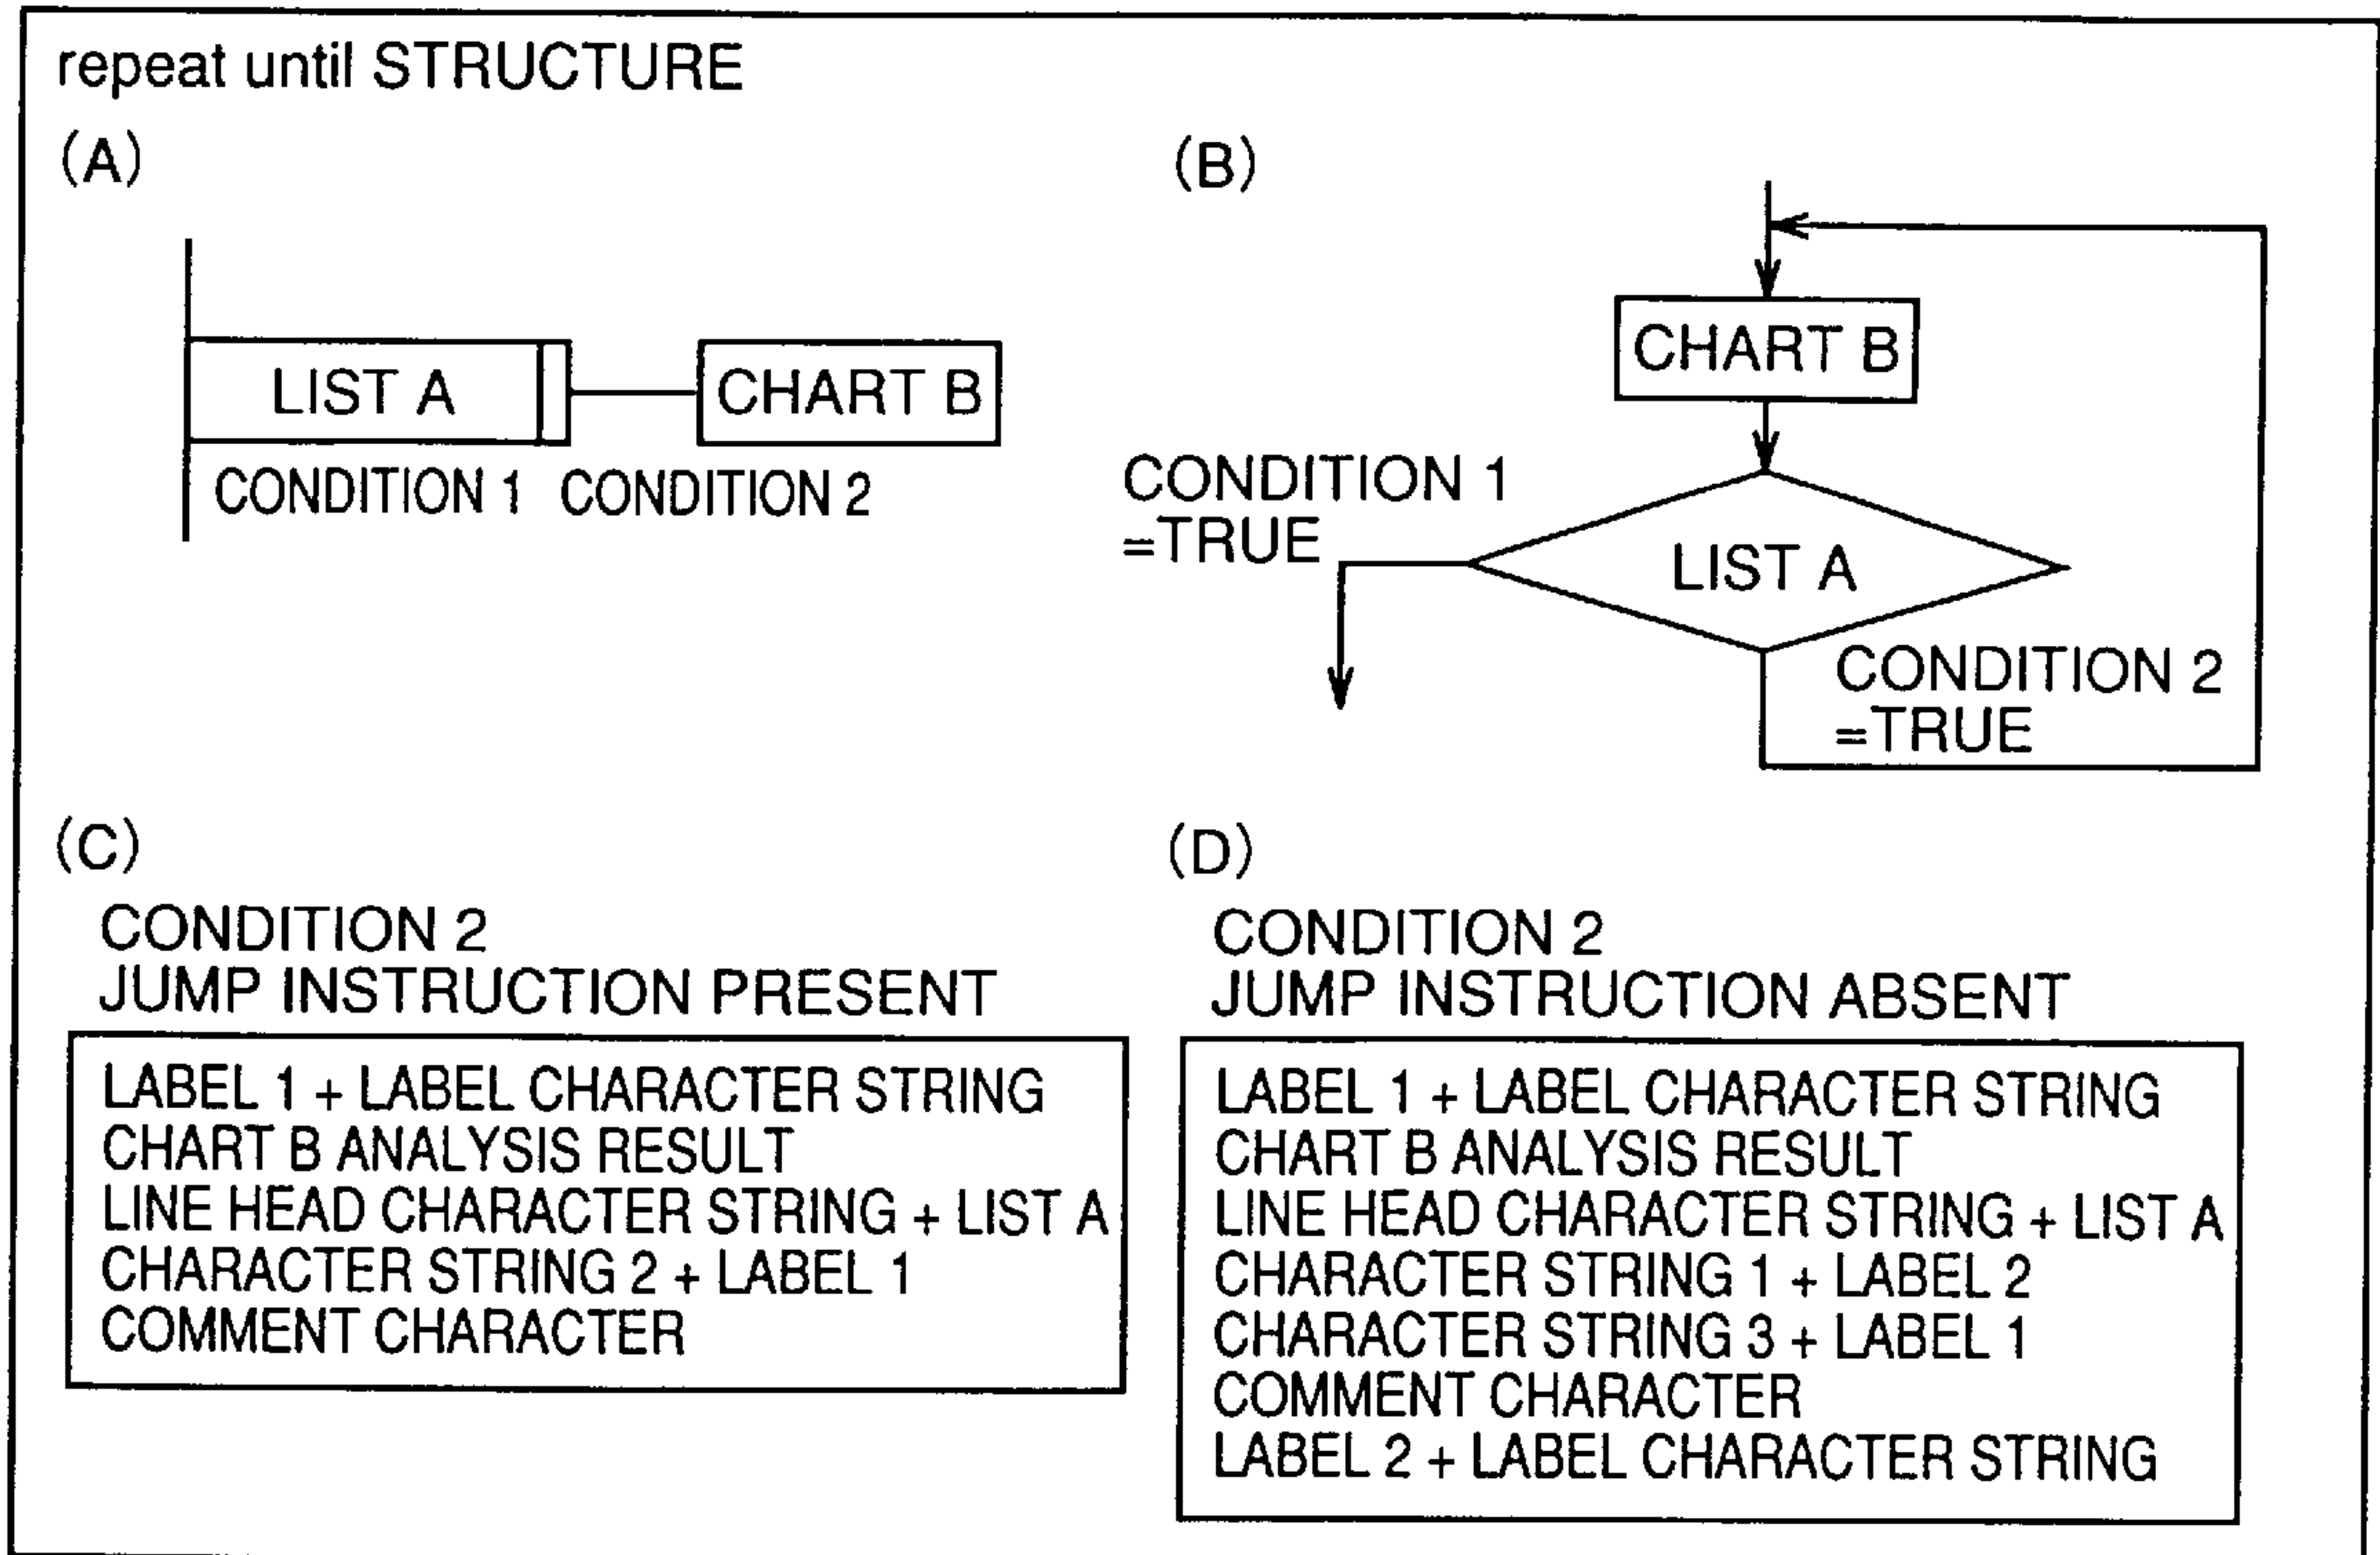 repeat until STRUCTURE
(A)
LIST A
CHART B
CONDITION 1 CONDITION 2
(B)
CHART B
CONDITION 1
=TRUE
LIST A
CONDITION 2
=TRUE
(C)
CONDITION 2
JUMP INSTRUCTION PRESENT
LABEL 1 + LABEL CHARACTER STRING
CHART B ANALYSIS RESULT
LINE HEAD CHARACTER STRING + LIST A
CHARACTER STRING 2 + LABEL 1
COMMENT CHARACTER
(D)
CONDITION 2
JUMP INSTRUCTION ABSENT
LABEL 1 + LABEL CHARACTER STRING
CHART B ANALYSIS RESULT
LINE HEAD CHARACTER STRING + LIST A
CHARACTER STRING 1 + LABEL 2
CHARACTER STRING 3 + LABEL 1
COMMENT CHARACTER
LABEL 2 + LABEL CHARACTER STRING